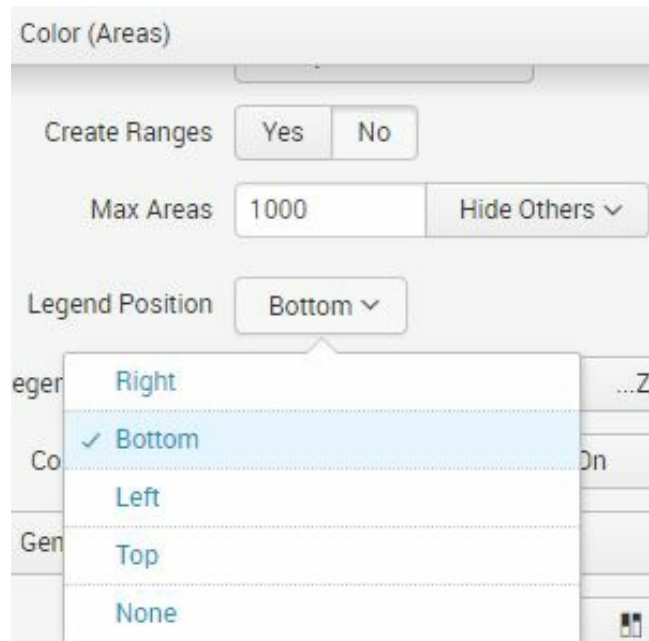 Color (Areas)
Create Ranges Yes No
Max Areas 1000 Hide Others
Legend Position Bottom
Right
...Z
Bottom
Left
Top
None